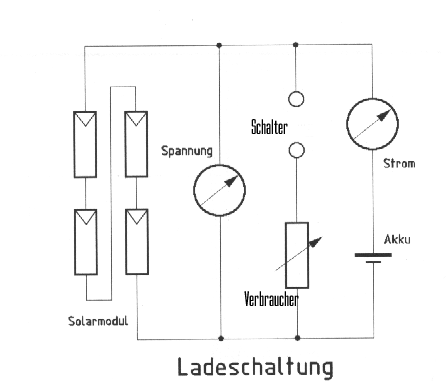 Schalter
Spannung
Strom
Akku
Verbraucher
Solarmodul
Ladeschaltung